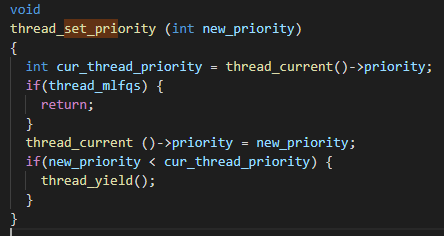 void
thread_set_priority (int new_priority)
{
  int cur_thread_priority = thread_current()->priority;
  if(thread_mlfqs) {
    return;
  }
  thread_current ()->priority = new_priority;
  if(new_priority < cur_thread_priority) {
    thread_yield();
  }
}